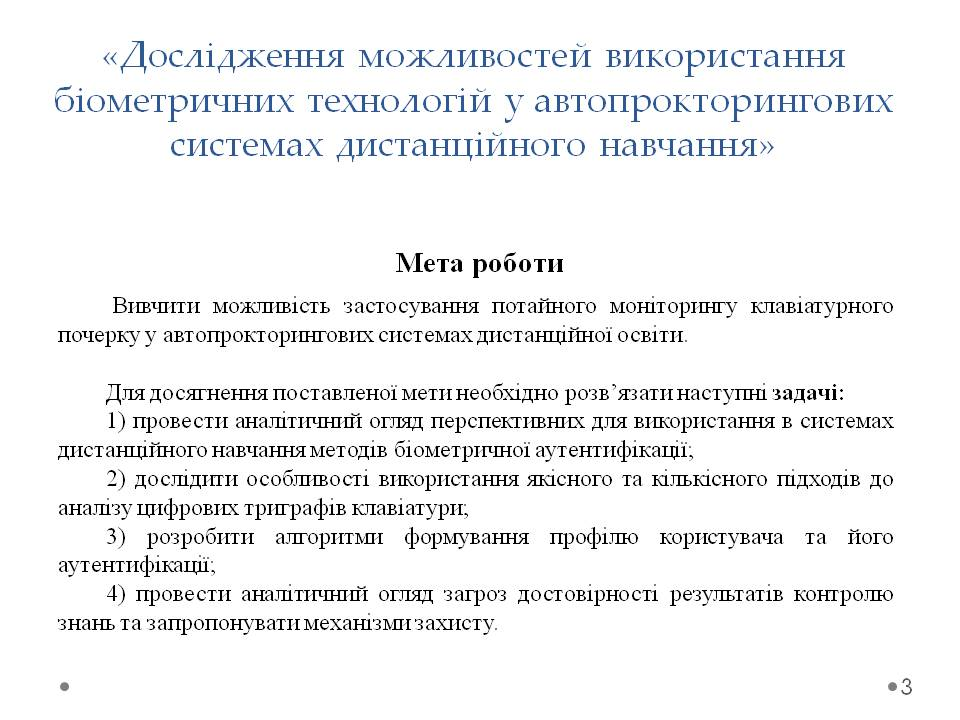 «Дослідження можливостей використання
біометричних технологій у автопрокторингових
системах дистанційного навчання»
Мета роботи
Вивчити можливість застосування потайного моніторингу клавіатурного
почерку у автопрокторингових системах дистанційної освіти.
Для досягнення поставленої мети необхідно розв’язати наступні задачі:
1) провести аналітичний огляд перспективних для використання в системах
дистанційного навчання методів біометричної аутентифікації;
2) дослідити особливості використання якісного та кількісного підходів до
аналізу цифрових триграфів клавіатури;
3) розробити алгоритми формування профілю користувача та його
аутентифікації;
4) провести аналітичний огляд загроз достовірності результатів контролю
знань та запропонувати механізми захисту.
3